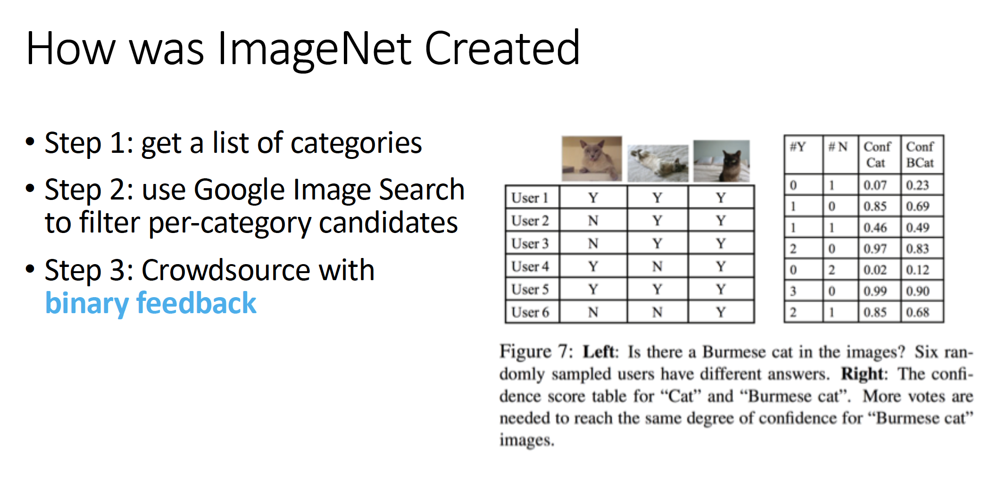 How was ImageNet Created
• Step 1: get a list of categories
• Step 2: use Google Image Search
to filter per-category candidates
• Step 3: Crowdsource with
binary feedback
User 1 Y Y Y
User 2 N Y Y
User 3 N Y Y
User 4 Y N Y
User 5 Y Y Y
User 6 N N Y
#Y # N Conf Cat Conf BCat
0 1 0.07 0.23
1 0 0.85 0.69
1 1 0.46 0.49
2 0 0.97 0.83
0 2 0.02 0.12
3 0 0.99 0.90
2 1 0.85 0.68
Figure 7: Left: Is there a Burmese cat in the images? Six ran-
domly sampled users have different answers. Right: The confi-
dence score table for “Cat” and “Burmese cat”. More votes are
needed to reach the same degree of confidence for “Burmese cat”
images.